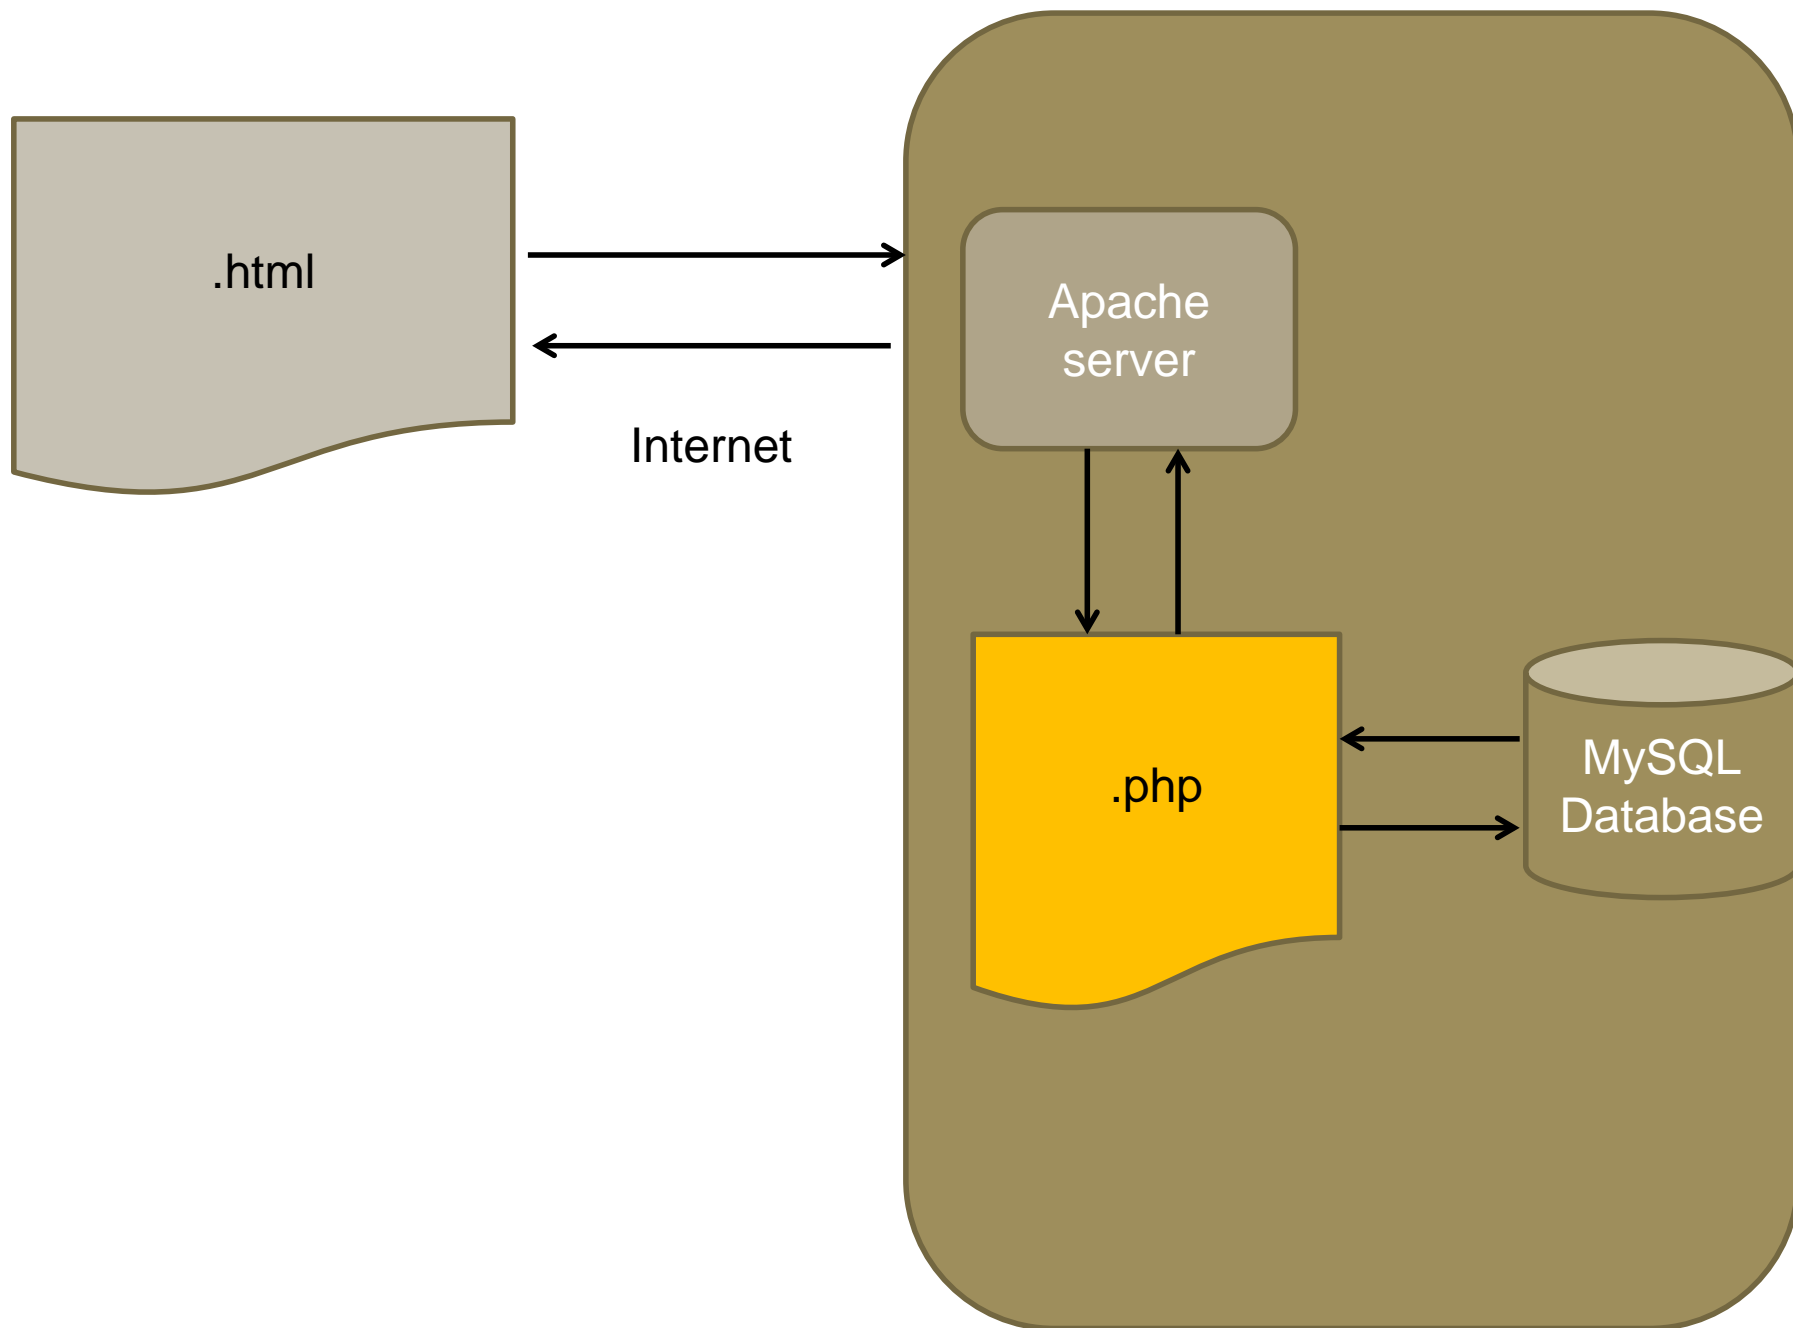 .html
Internet
Apache
server
.php
MySQL
Database